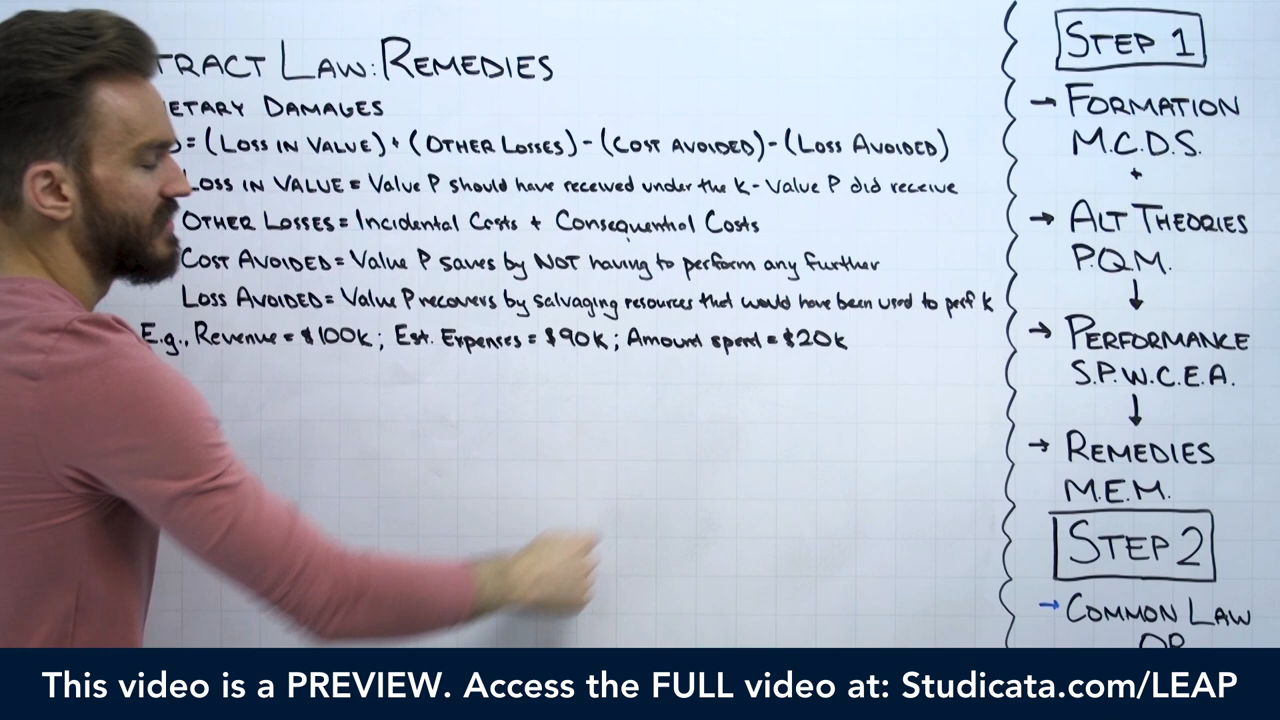 TRACT LAW: REMEDIES
ETARY DAMAGES
= (LOSS IN VALUE) + (OTHER LOSSES) - (COST AVOIDED) - (LOSS AVOIDED)
LOSS IN VALUE = Value P should have received under the K - Value P did receive
OTHER LOSSES = Incidental Costs + Consequential Costs
COST AVOIDED = Value P saves by NOT having to perform any further
LOSS AVOIDED = Value P recovers by salvaging resources that would have been used to perf K
E.g., Revenue = $100k; Est. Expenses = $90k; Amount spend = $20k
STEP 1
→ FORMATION
M.C.D.S.
+
→ ALT THEORIES
P.Q.M.
↓
→ PERFORMANCE
S.P.W.C.E.A.
↓
→ REMEDIES
M.E.M.
STEP 2
→ COMMON LAW
OR
This video is a PREVIEW. Access the FULL video at: Studicata.com/LEAP